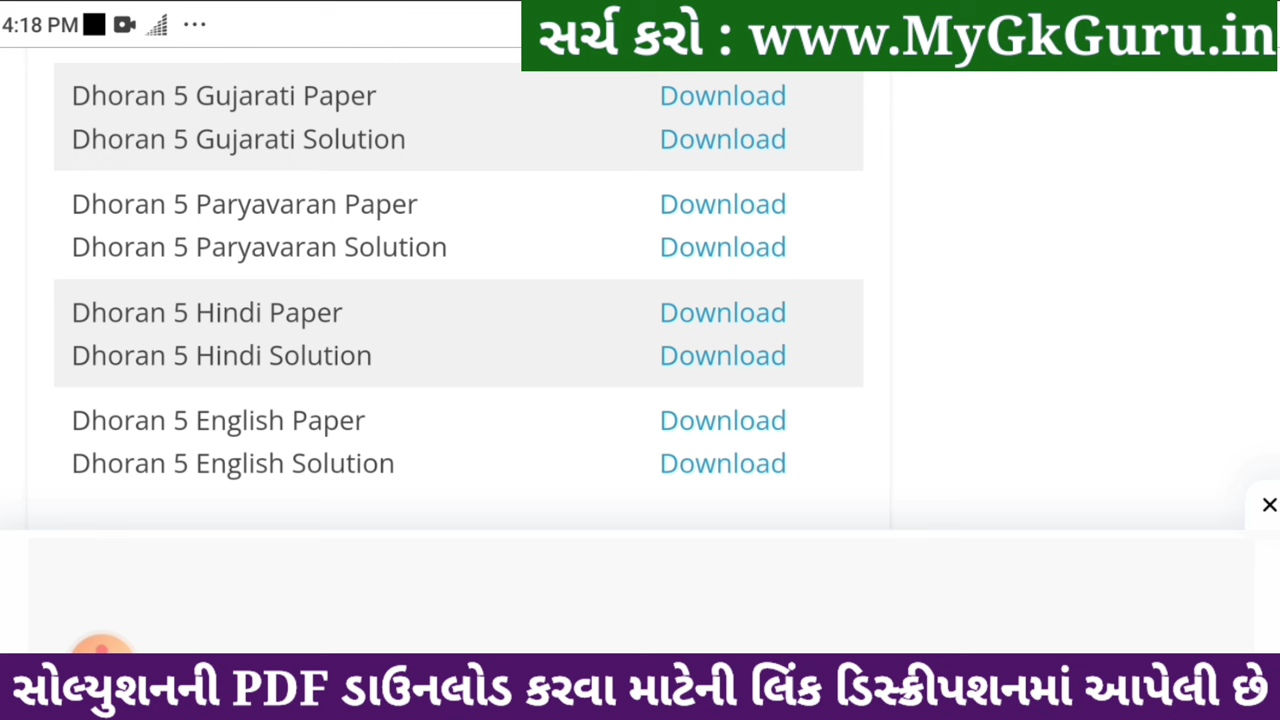 4:18 PM
સર્ચ કરો : www.MyGkGuru.in
Dhoran 5 Gujarati Paper Download
Dhoran 5 Gujarati Solution Download
Dhoran 5 Paryavaran Paper Download
Dhoran 5 Paryavaran Solution Download
Dhoran 5 Hindi Paper Download
Dhoran 5 Hindi Solution Download
Dhoran 5 English Paper Download
Dhoran 5 English Solution Download
સોલ્યુશનની PDF ડાઉનલોડ કરવા માટેની લિંક ડિસ્ક્રીપશનમાં આપેલી છે